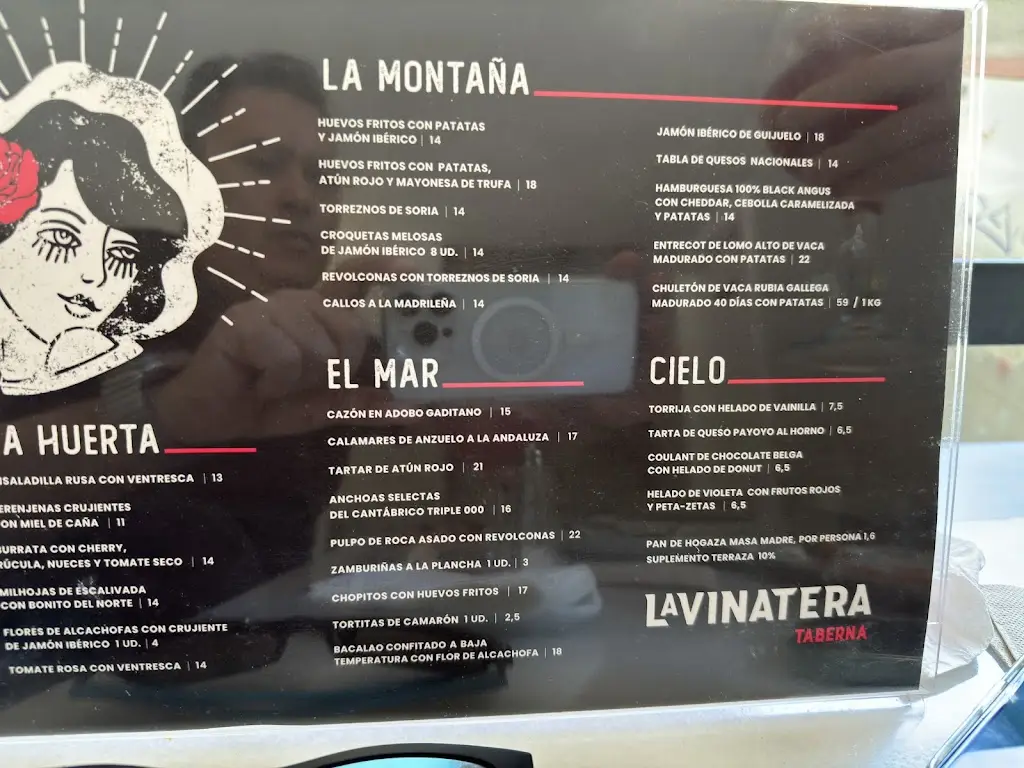 LA MONTAÑA
HUEVOS FRITOS CON PATATAS
Y JAMÓN IBÉRICO | 14
HUEVOS FRITOS CON PATATAS,
ATÚN ROJO Y MAYONESA DE TRUFA | 18
TORREZNOS DE SORIA | 14
CROQUETAS MELOSAS
DE JAMÓN IBÉRICO 8 UD. | 14
REVOLCONAS CON TORREZNOS DE SORIA | 14
CALLOS A LA MADRILEÑA | 14
JAMÓN IBÉRICO DE GUIJUELO | 18
TABLA DE QUESOS NACIONALES | 14
HAMBURGUESA 100% BLACK ANGUS
CON CHEDDAR, CEBOLLA CARAMELIZADA
Y PATATAS | 14
ENTRECOT DE LOMO ALTO DE VACA
MADURADO CON PATATAS | 22
CHULETÓN DE VACA RUBIA GALLEGA
MADURADO 40 DÍAS CON PATATAS | 59 / 1 KG
A HUERTA
NSALADILLA RUSA CON VENTRESCA | 13
ERENJENAS CRUJIENTES
ON MIEL DE CAÑA | 11
BURRATA CON CHERRY,
RÚCULA, NUECES Y TOMATE SECO | 14
MILHOJAS DE ESCALIVADA
CON BONITO DEL NORTE | 14
FLORES DE ALCACHOFAS CON CRUJIENTE
DE JAMÓN IBÉRICO 1 UD. | 4
TOMATE ROSA CON VENTRESCA | 14
EL MAR
CAZÓN EN ADOBO GADITANO | 15
CALAMARES DE ANZUELO A LA ANDALUZA | 17
TARTAR DE ATÚN ROJO | 21
ANCHOAS SELECTAS
DEL CANTÁBRICO TRIPLE 000 | 16
PULPO DE ROCA ASADO CON REVOLCONES | 22
ZAMBURIÑAS A LA PLANCHA 1 UD. | 3
CHOPITOS CON HUEVOS FRITOS | 17
TORTITAS DE CAMARÓN 1 UD. | 2,5
BACALAO CONFITADO A BAJA
TEMPERATURA CON FLOR DE ALCACHOFA | 18
CIELO
TORRIJA CON HELADO DE VAINILLA | 7,5
TARTA DE QUESO PAYOYO AL HORNO | 6,5
COULANT DE CHOCOLATE BELGA
CON HELADO DE DONUT | 6,5
HELADO DE VIOLETA CON FRUTOS ROJOS
Y PETA-ZETAS | 6,5
PAN DE HOGAZA MASA MADRE, POR PERSONA 1,6
SUPLEMENTO TERRAZA 10%
LA VINATERA
TABERNA